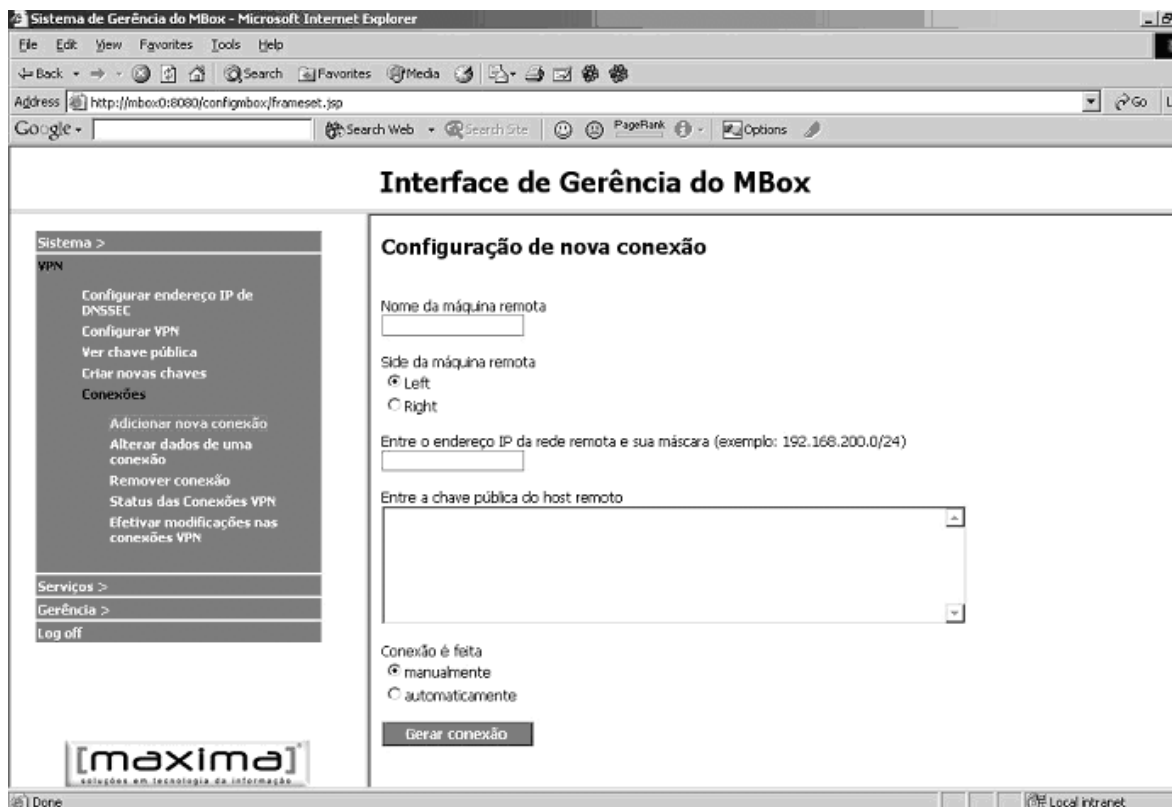 Sistema de Gerência do MBox - Microsoft Internet Explorer
File Edit View Favorites Tools Help
Back Search Favorites Media
Address http://mbox0:8080/configmbox/frameset.jsp Go
Google Search Web Search Site PageRank Options
Interface de Gerência do MBox
Sistema >
VPN
Configurar endereço IP de
DNSSEC
Configurar VPN
Ver chave pública
Criar novas chaves
Conexões
Adicionar nova conexão
Alterar dados de uma
conexão
Remover conexão
Status das Conexões VPN
Efetivar modificações nas
conexões VPN
Serviços >
Gerência >
Log off
[maxima]
soluções em tecnologia da informação
Configuração de nova conexão
Nome da máquina remota
Side da máquina remota
Left
Right
Entre o endereço IP da rede remota e sua máscara (exemplo: 192.168.200.0/24)
Entre a chave pública do host remoto
Conexão é feita
manualmente
automaticamente
Gerar conexão
Done
Local intranet